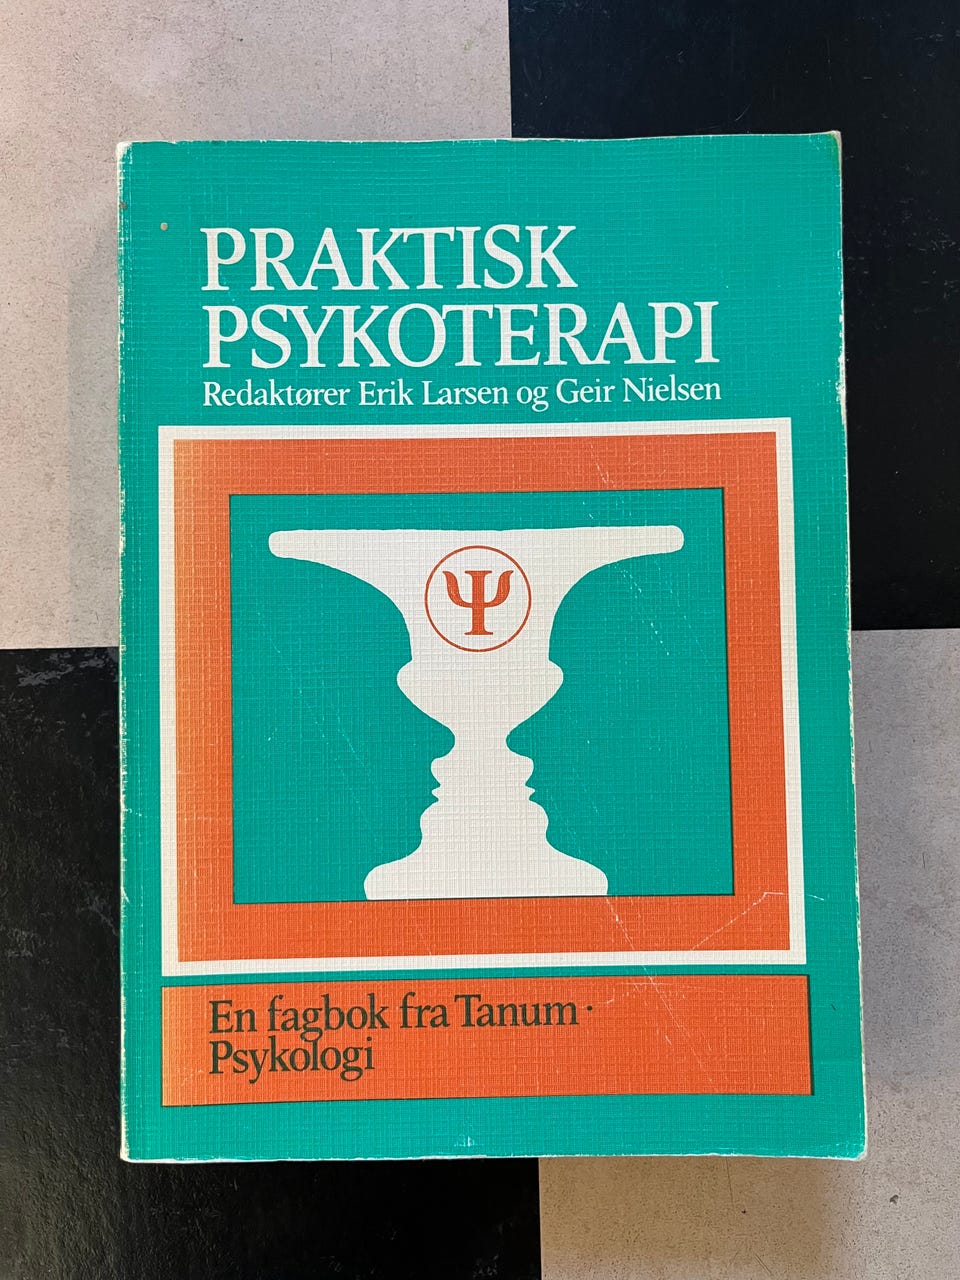 PRAKTISK
PSYKOTERAPI
Redaktører Erik Larsen og Geir Nielsen
Ψ
En fagbok fra Tanum ·
Psykologi